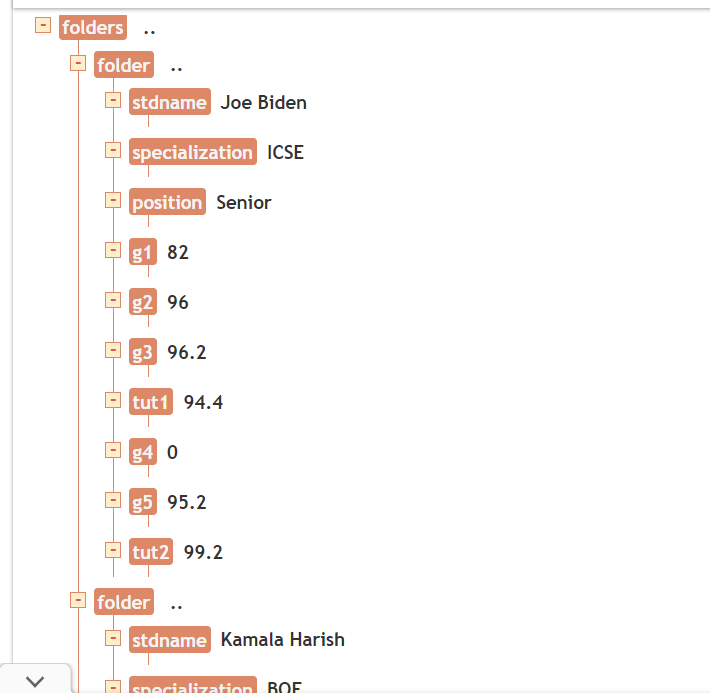 folders ..
folder ..
stdname Joe Biden
specialization ICSE
position Senior
g1 82
g2 96
g3 96.2
tut1 94.4
g4 0
g5 95.2
tut2 99.2
folder ..
stdname Kamala Harish
specialization BOE